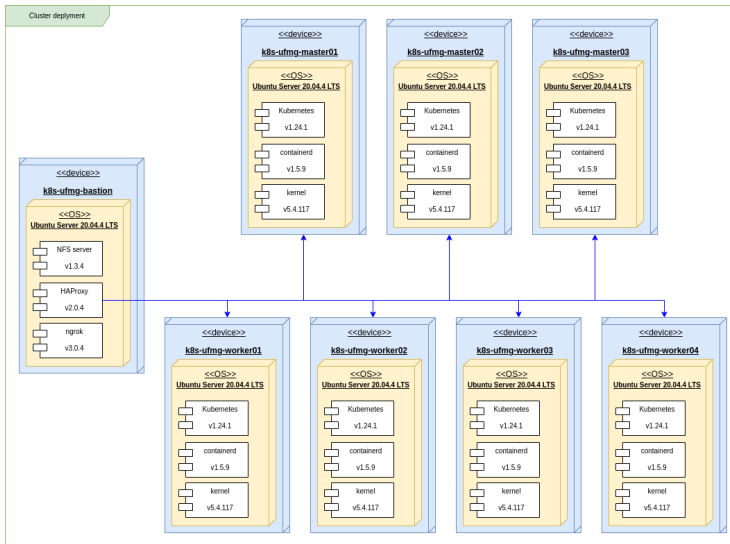 Cluster deplyment
<<device>>
k8s-ufmg-master01
<<OS>>
Ubuntu Server 20.04.4 LTS
Kubernetes
v1.24.1
containerd
v1.5.9
kernel
v5.4.117
<<device>>
k8s-ufmg-master02
<<OS>>
Ubuntu Server 20.04.4 LTS
Kubernetes
v1.24.1
containerd
v1.5.9
kernel
v5.4.117
<<device>>
k8s-ufmg-master03
<<OS>>
Ubuntu Server 20.04.4 LTS
Kubernetes
v1.24.1
containerd
v1.5.9
kernel
v5.4.117
<<device>>
k8s-ufmg-bastion
<<OS>>
Ubuntu Server 20.04.4 LTS
NFS server
v1.3.4
HAProxy
v2.0.4
ngrok
v3.0.4
<<device>>
k8s-ufmg-worker01
<<OS>>
Ubuntu Server 20.04.4 LTS
Kubernetes
v1.24.1
containerd
v1.5.9
kernel
v5.4.117
<<device>>
k8s-ufmg-worker02
<<OS>>
Ubuntu Server 20.04.4 LTS
Kubernetes
v1.24.1
containerd
v1.5.9
kernel
v5.4.117
<<device>>
k8s-ufmg-worker03
<<OS>>
Ubuntu Server 20.04.4 LTS
Kubernetes
v1.24.1
containerd
v1.5.9
kernel
v5.4.117
<<device>>
k8s-ufmg-worker04
<<OS>>
Ubuntu Server 20.04.4 LTS
Kubernetes
v1.24.1
containerd
v1.5.9
kernel
v5.4.117